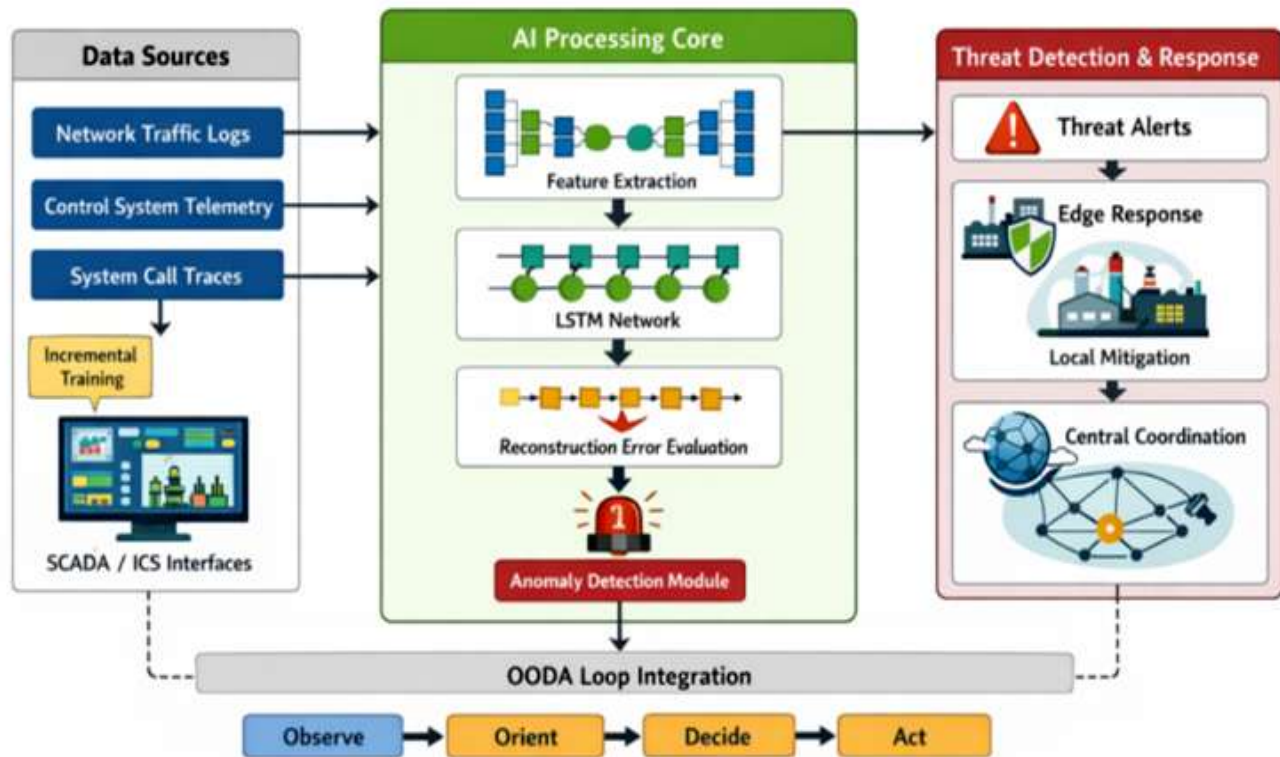 Data Sources
Network Traffic Logs
Control System Telemetry
System Call Traces
Incremental
Training
SCADA / ICS Interfaces
AI Processing Core
Feature Extraction
LSTM Network
Reconstruction Error Evaluation
Anomaly Detection Module
Threat Detection & Response
Threat Alerts
Edge Response
Local Mitigation
Central Coordination
OODA Loop Integration
Observe
Orient
Decide
Act